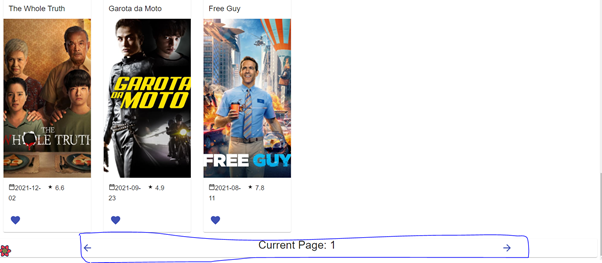 The Whole Truth
Garota da Moto
Free Guy
THE
WHOLE TRUTH
GAROTA
DA
MOTO
FREE GUY
2021-12-
02
6.6
2021-09-
23
4.9
2021-08-
11
7.8
Current Page: 1